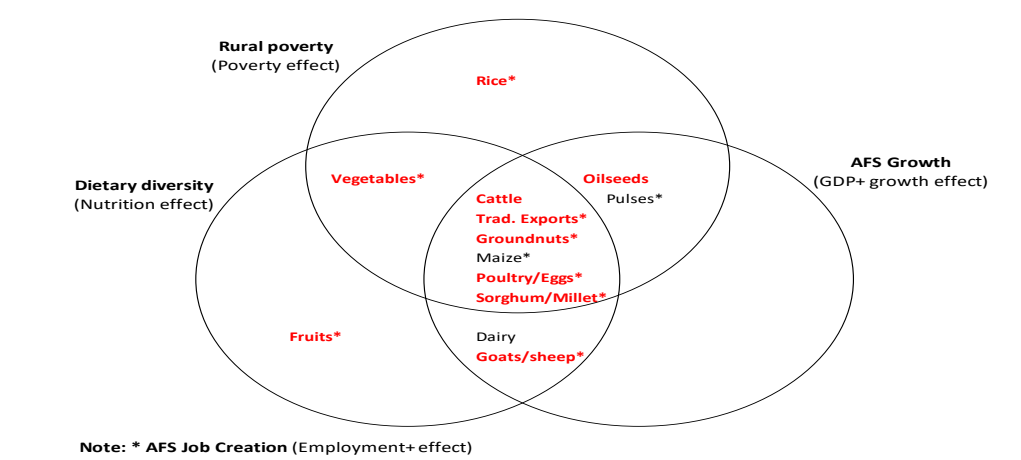 Rural poverty
(Poverty effect)
Rice*
AFS Growth
(GDP+ growth effect)
Dietary diversity
(Nutrition effect)
Vegetables*
Oilseeds
Pulses*
Cattle
Trad. Exports*
Groundnuts*
Maize*
Poultry/Eggs*
Sorghum/Millet*
Fruits*
Dairy
Goats/sheep*
Note: * AFS Job Creation (Employment+ effect)